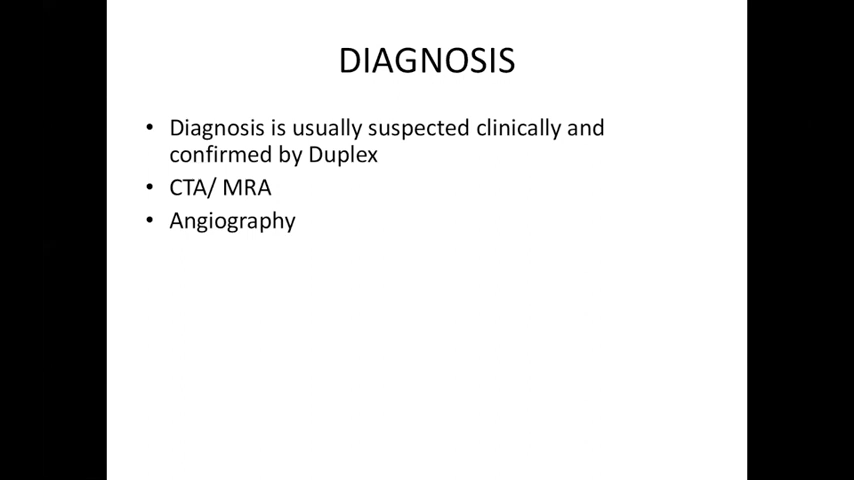 DIAGNOSIS
• Diagnosis is usually suspected clinically and
confirmed by Duplex
• CTA/ MRA
• Angiography